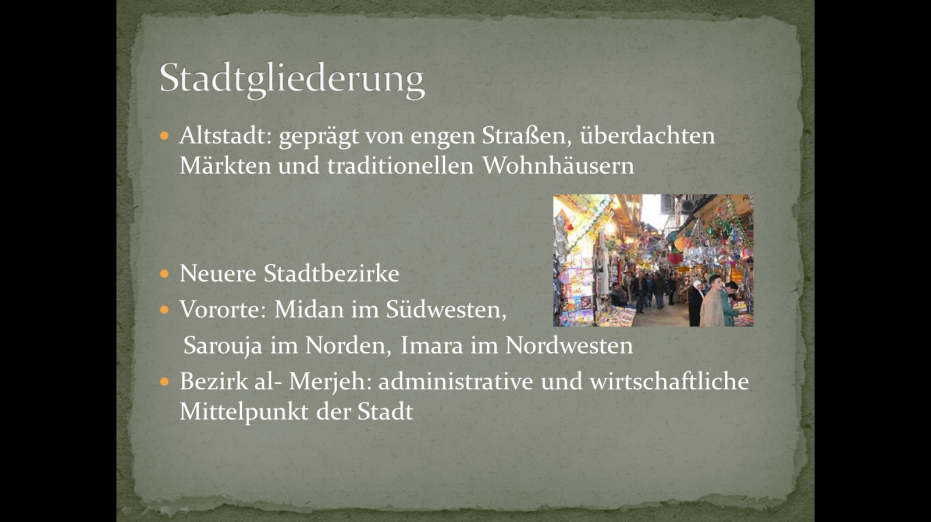 Stadtgliederung
• Altstadt: geprägt von engen Straßen, überdachten
Märkten und traditionellen Wohnhäusern
• Neuere Stadtbezirke
• Vororte: Midan im Südwesten,
Sarouja im Norden, Imara im Nordwesten
• Bezirk al- Merjeh: administrative und wirtschaftliche
Mittelpunkt der Stadt